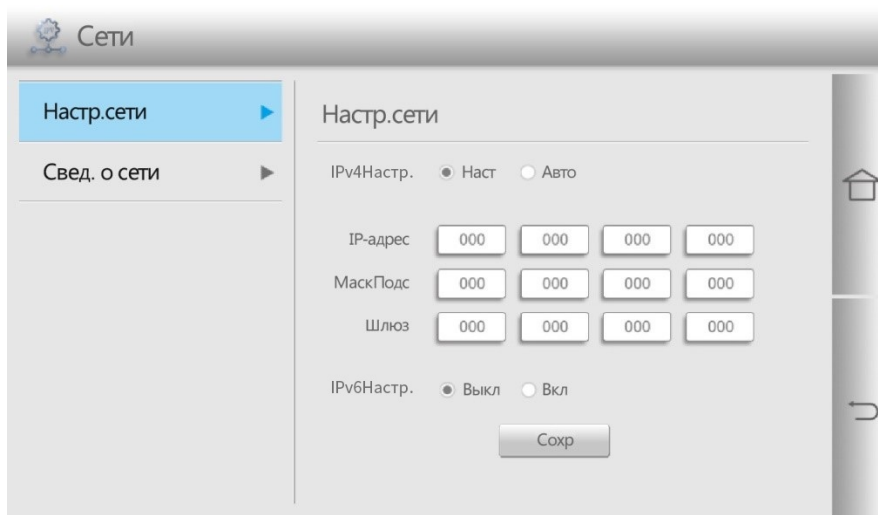 Сети
Настр.сети
Свед. о сети
Настр.сети
IPv4Настр. Наст Авто
IP-адрес 000 000 000 000
МаскПодс 000 000 000 000
Шлюз 000 000 000 000
IPv6Настр. Выкл Вкл
Сохр